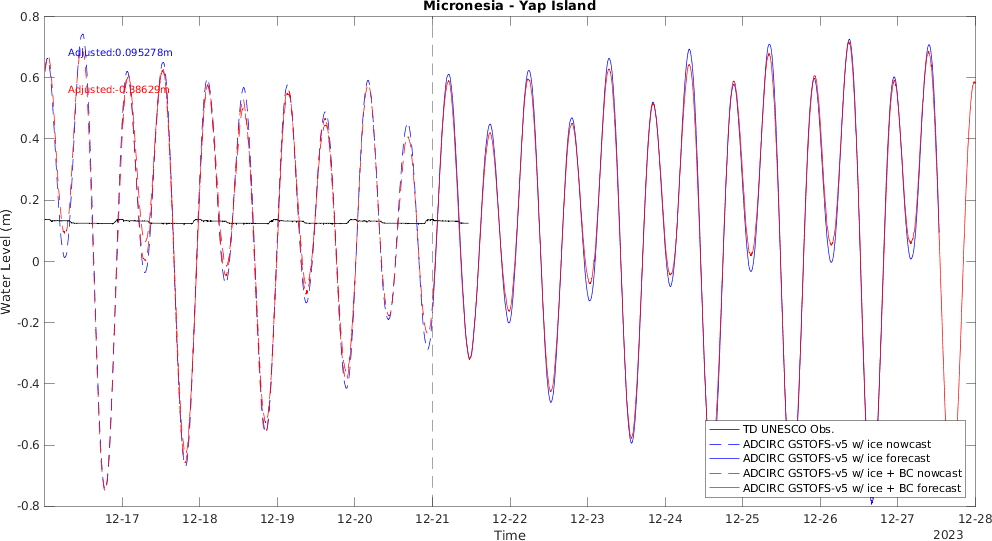 Micronesia - Yap Island
Adjusted:0.095278m
Adjusted:-0.38629m
Water Level (m)
0.8
0.6
0.4
0.2
0
-0.2
-0.4
-0.6
-0.8
TD UNESCO Obs.
ADCIRC GSTOFS-v5 w/ ice nowcast
ADCIRC GSTOFS-v5 w/ ice forecast
ADCIRC GSTOFS-v5 w/ ice + BC nowcast
ADCIRC GSTOFS-v5 w/ ice + BC forecast
12-17 12-18 12-19 12-20 12-21 12-22 12-23 12-24 12-25 12-26 12-27 12-28
Time
2023